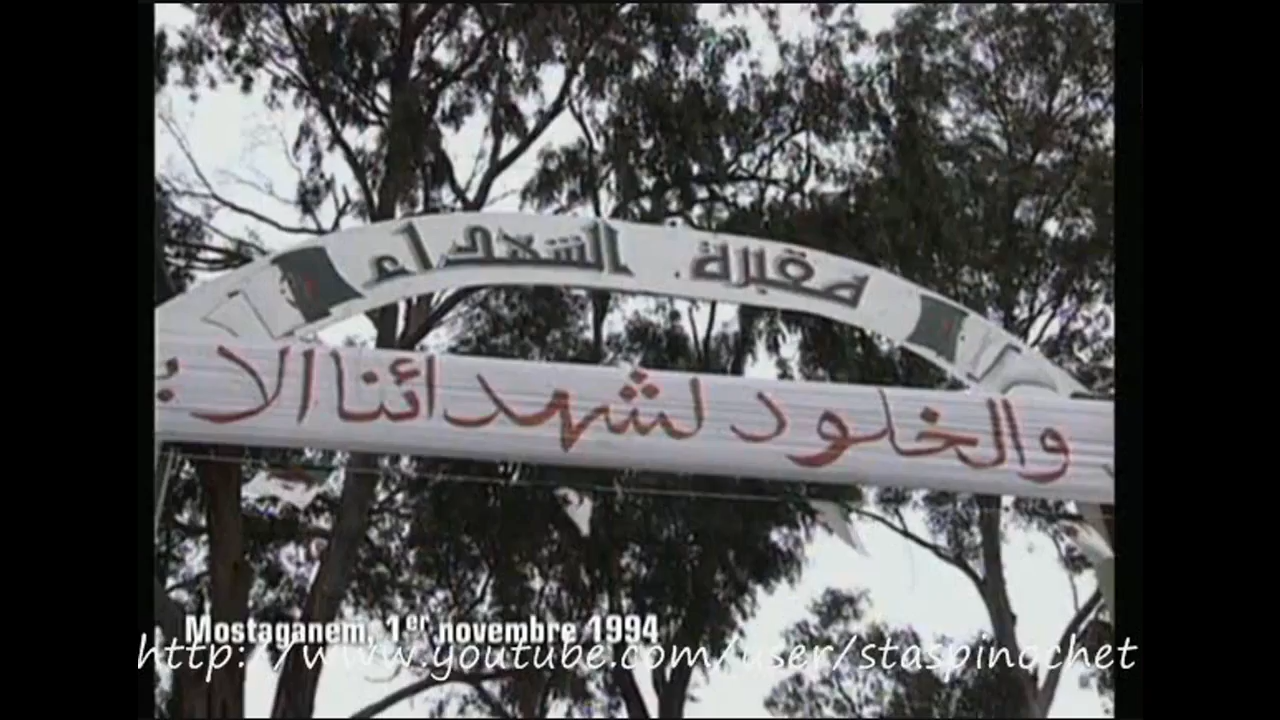 مقبرة الشهداء
والخلود لشهدائنا الا
Mostaganem, 1er novembre 1994
http://www.youtube.com/user/staspinochet